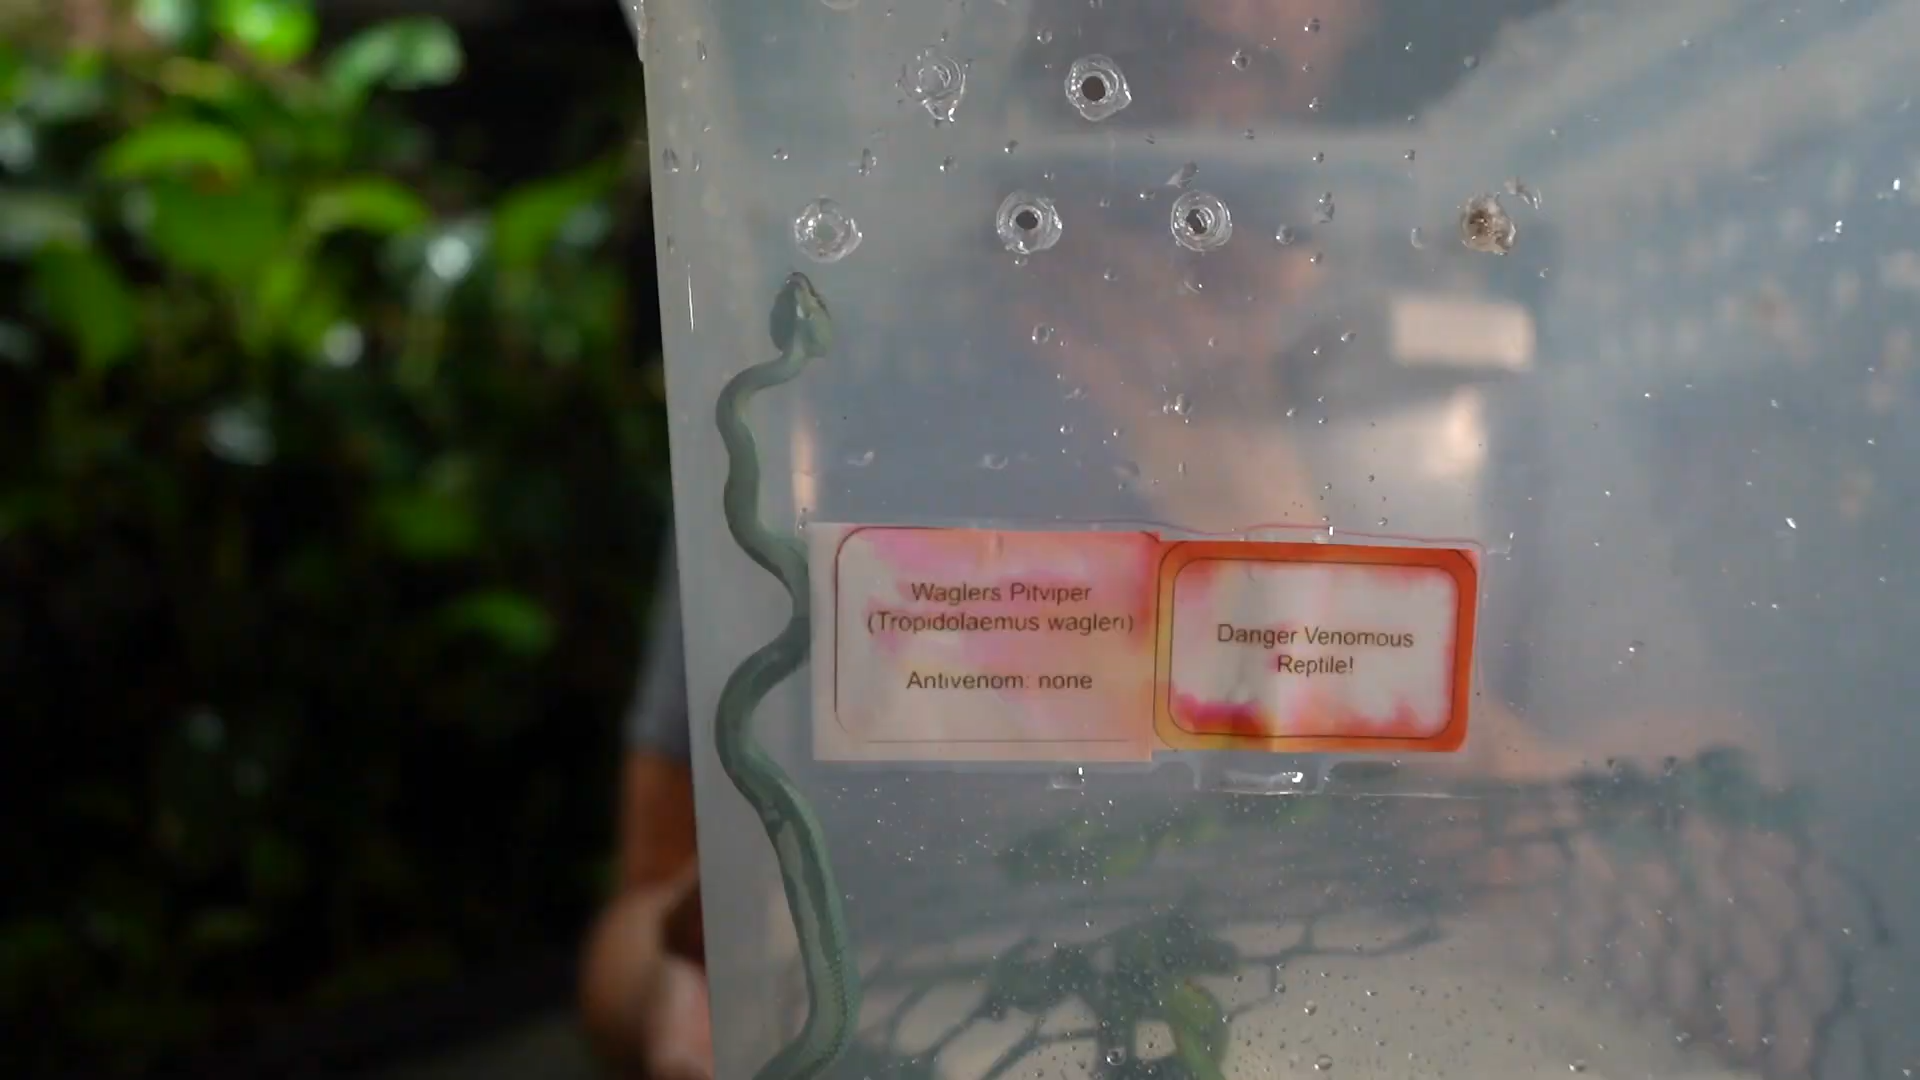 Waglers Pitviper
(Tropidolaemus wagleri)
Antivenom: none
Danger Venomous
Reptile!